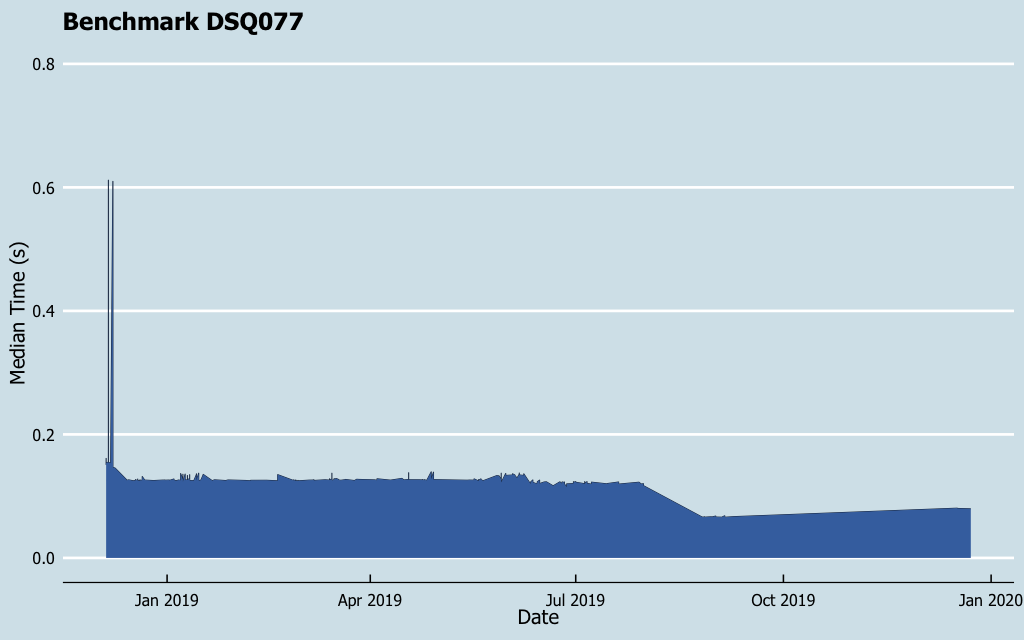 Benchmark DSQ077
0.8
0.6
0.4
0.2
0.0
Median Time (s)
Jan 2019
Apr 2019
Jul 2019
Oct 2019
Jan 2020
Date